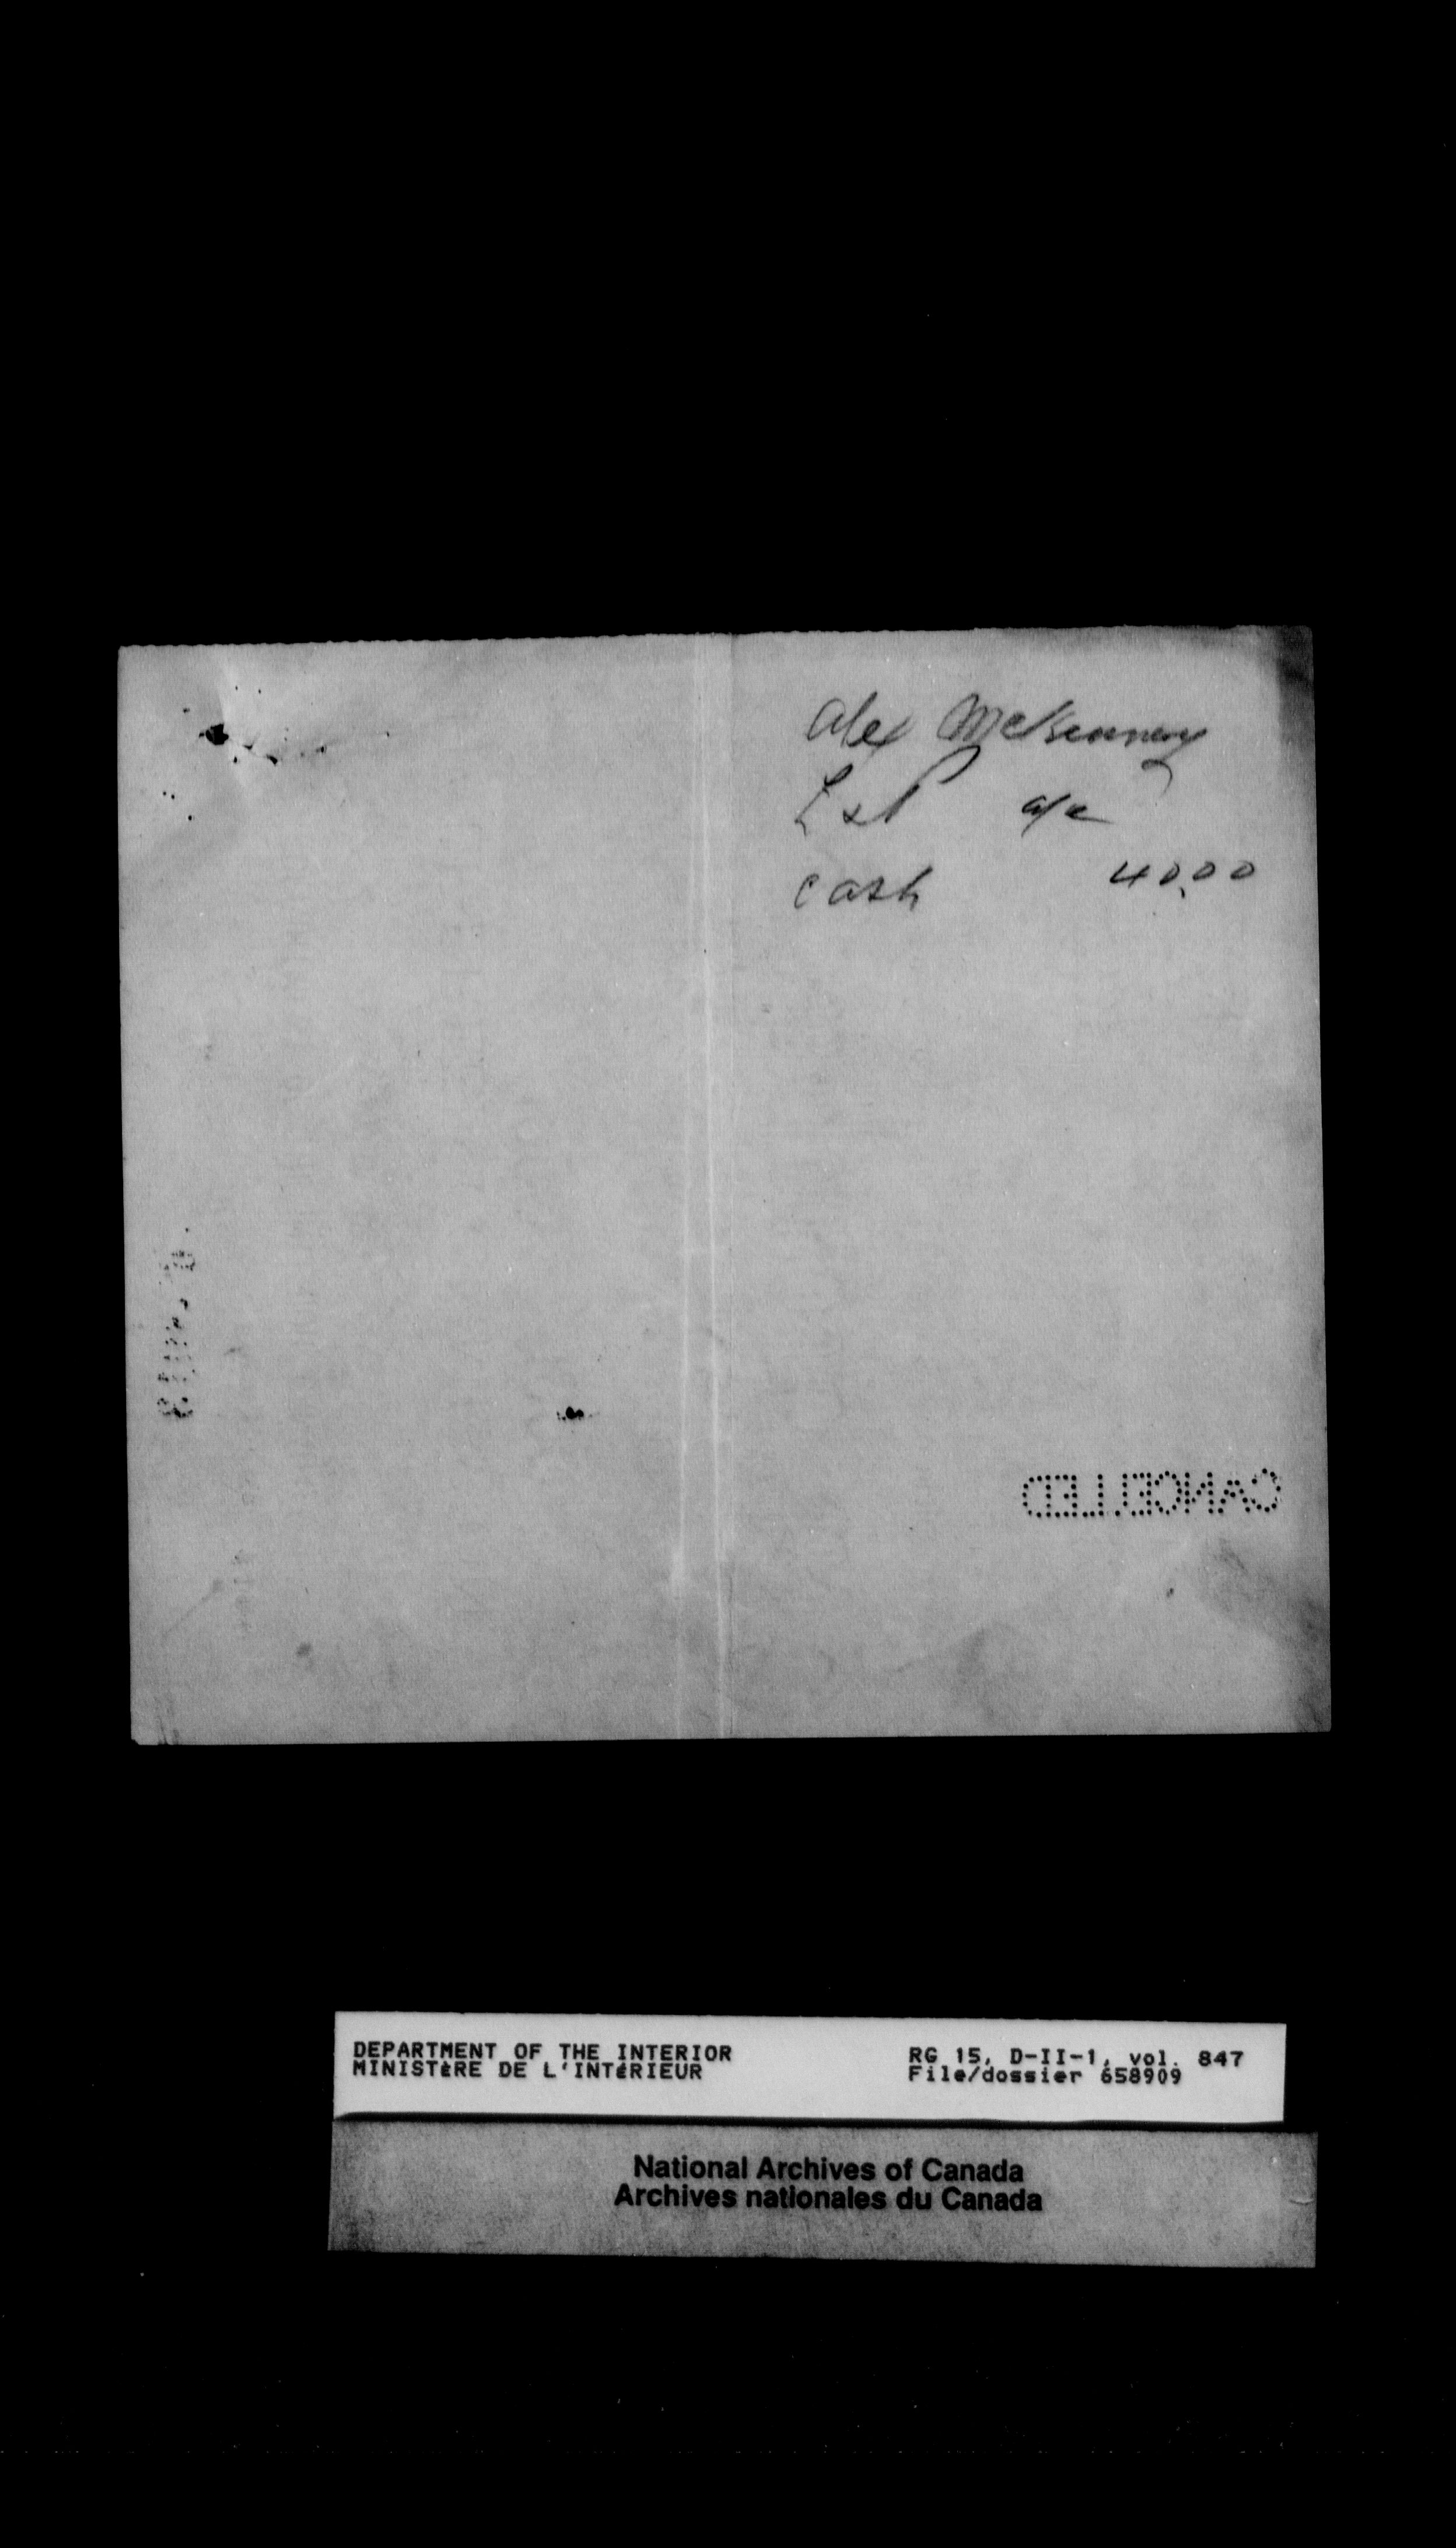 Alex McKenney
Est a/c
Cash 40.00
CANCELLED
DEPARTMENT OF THE INTERIOR
MINISTèRE DE L'INTéRIEUR
RG 15, D-II-1, vol. 847
File/dossier 658909
National Archives of Canada
Archives nationales du Canada